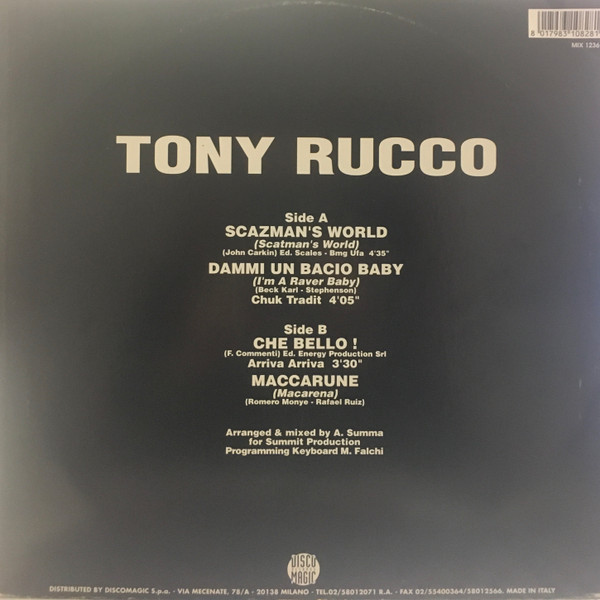 8 017983 108281
MIX 1236
TONY RUCCO
Side A
SCAZMAN'S WORLD
(Scatman's World)
(John Carkin) Ed. Scales - Bmg Ufa 4'35"
DAMMI UN BACIO BABY
(I'm A Raver Baby)
(Beck Karl - Stephenson)
Chuk Tradit 4'05"
Side B
CHE BELLO !
(F. Commenti) Ed. Energy Production Srl
Arriva Arriva 3'30"
MACCARUNE
(Macarena)
(Romero Monye - Rafael Ruiz)
Arranged & mixed by A. Summa
for Summit Production
Programming Keyboard M. Falchi
DISCO
MAGIC
DISTRIBUTED BY DISCOMAGIC S.p.a. - VIA MECENATE, 78/A - 20138 MILANO - TEL.02/58012071 R.A. - FAX 02/55400364/58012566. MADE IN ITALY